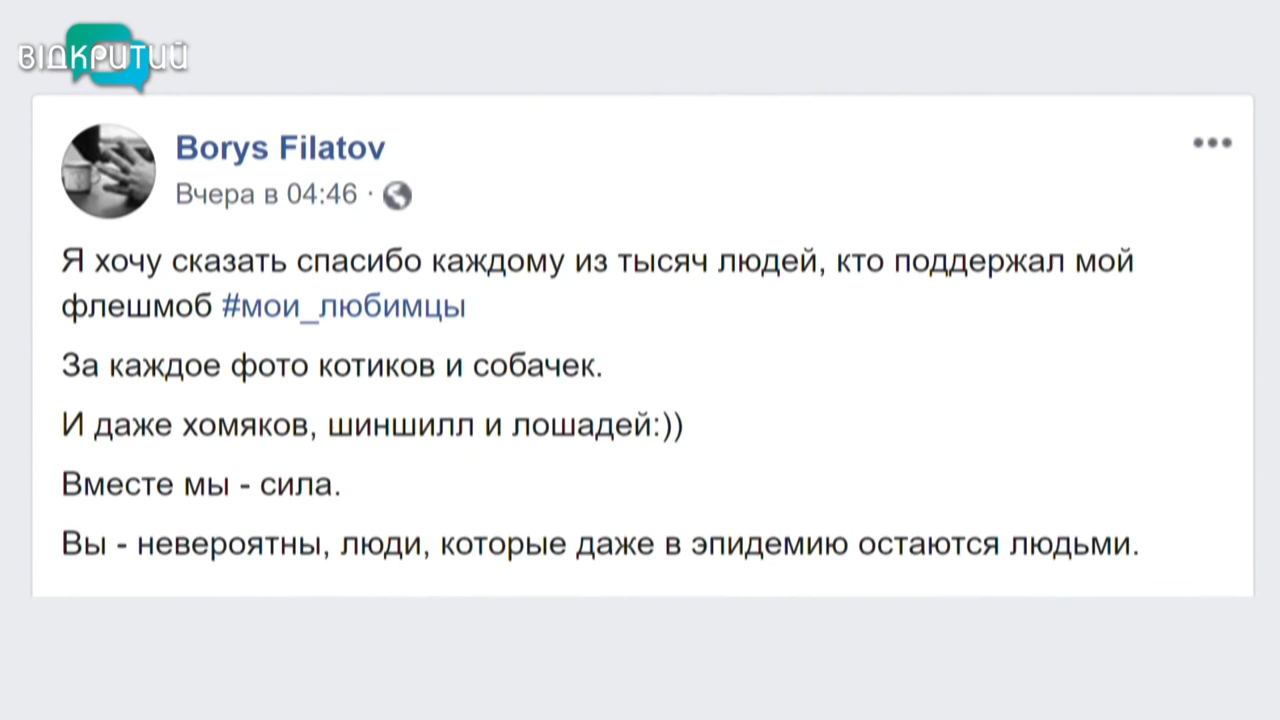 ВІДКРИТИЙ
Borys Filatov
Вчера в 04:46 ·
Я хочу сказать спасибо каждому из тысяч людей, кто поддержал мой
флешмоб #мои_любимцы
За каждое фото котиков и собачек.
И даже хомяков, шиншилл и лошадей:))
Вместе мы - сила.
Вы - невероятны, люди, которые даже в эпидемию остаются людьми.